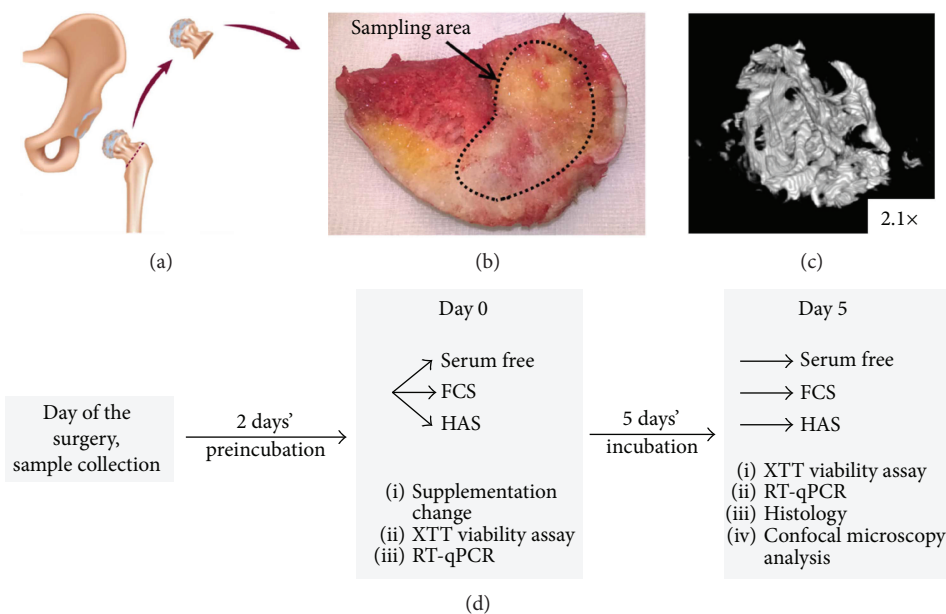 Sampling area
2.1×
(a)
(b)
(c)
Day of the
surgery,
sample collection
2 days'
preincubation
Day 0
Serum free
FCS
HAS
(i) Supplementation
change
(ii) XTT viability assay
(iii) RT-qPCR
5 days'
incubation
Day 5
Serum free
FCS
HAS
(i) XTT viability assay
(ii) RT-qPCR
(iii) Histology
(iv) Confocal microscopy
analysis
(d)